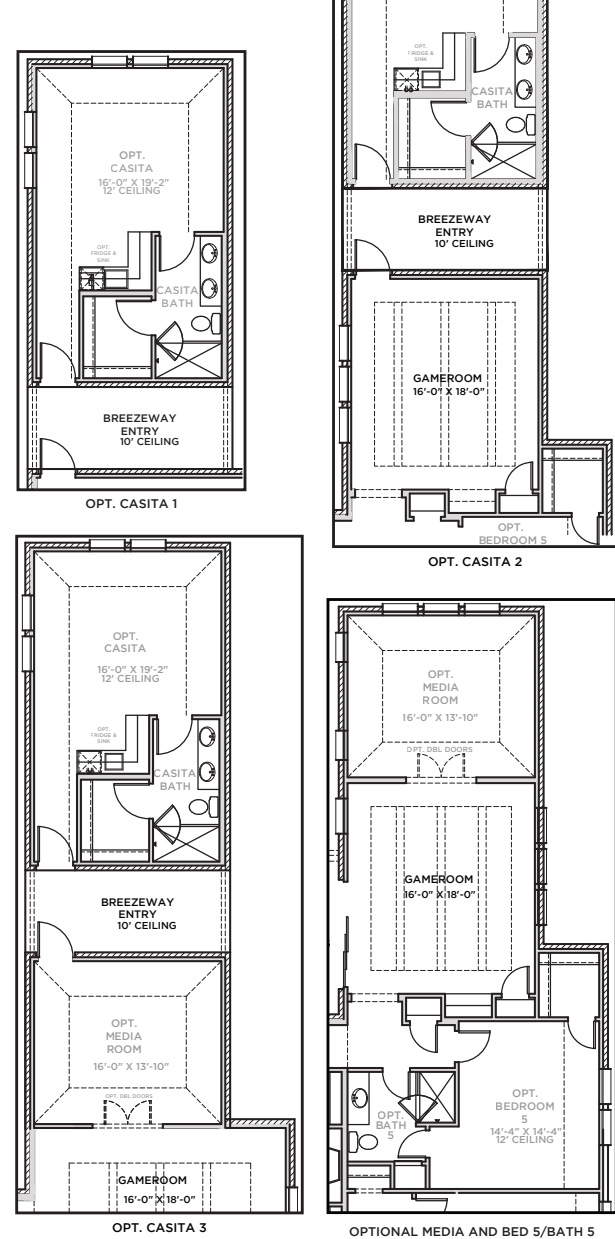 OPT.
CASITA
16'-0" X 19'-2"
12' CEILING
OPT.
FRIDGE &
SINK
CASITA
BATH
BREEZEWAY
ENTRY
10' CEILING
OPT. CASITA 1
OPT.
FRIDGE &
SINK
CASITA
BATH
BREEZEWAY
ENTRY
10' CEILING
GAMEROOM
16'-0" X 18'-0"
OPT.
BEDROOM 5
OPT. CASITA 2
OPT.
CASITA
16'-0" X 19'-2"
12' CEILING
OPT.
FRIDGE &
SINK
CASITA
BATH
BREEZEWAY
ENTRY
10' CEILING
OPT.
MEDIA
ROOM
16'-0" X 13'-10"
OPT. DBL DOORS
GAMEROOM
16'-0" X 18'-0"
OPT. CASITA 3
OPT.
MEDIA
ROOM
16'-0" X 13'-10"
OPT. DBL DOORS
GAMEROOM
16'-0" X 18'-0"
OPT.
BATH
5
OPT.
BEDROOM
5
14'-4" X 14'-4"
12' CEILING
OPTIONAL MEDIA AND BED 5/BATH 5